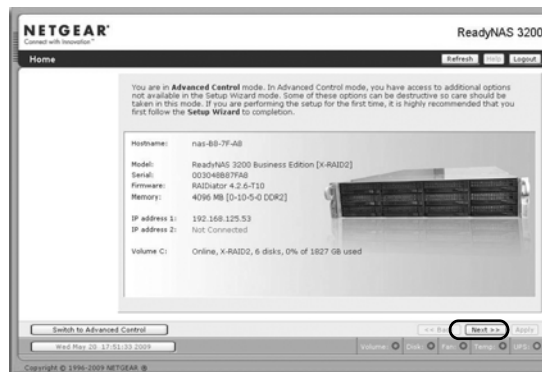 NETGEAR®
Connect with Innovation™
ReadyNAS 3200
Home
Refresh Help Logout
You are in Advanced Control mode. In Advanced Control mode, you have access to additional options
not available in the Setup Wizard mode. Some of these options can be destructive so care should be
taken in this mode. If you are performing the setup for the first time, it is highly recommended that you
first follow the Setup Wizard to completion.
Hostname: nas-B8-7F-A8
Model: ReadyNAS 3200 Business Edition [X-RAID2]
Serial: 003048B87FA8
Firmware: RAIDiator 4.2.6-T10
Memory: 4096 MB [0-10-5-0 DDR2]
IP address 1: 192.168.125.53
IP address 2: Not Connected
Volume C: Online, X-RAID2, 6 disks, 0% of 1827 GB used
Switch to Advanced Control
<< Back Next >> Apply
Wed May 20 17:51:33 2009
Volume: Disk: Fan: Temp: UPS:
Copyright © 1996-2009 NETGEAR ®